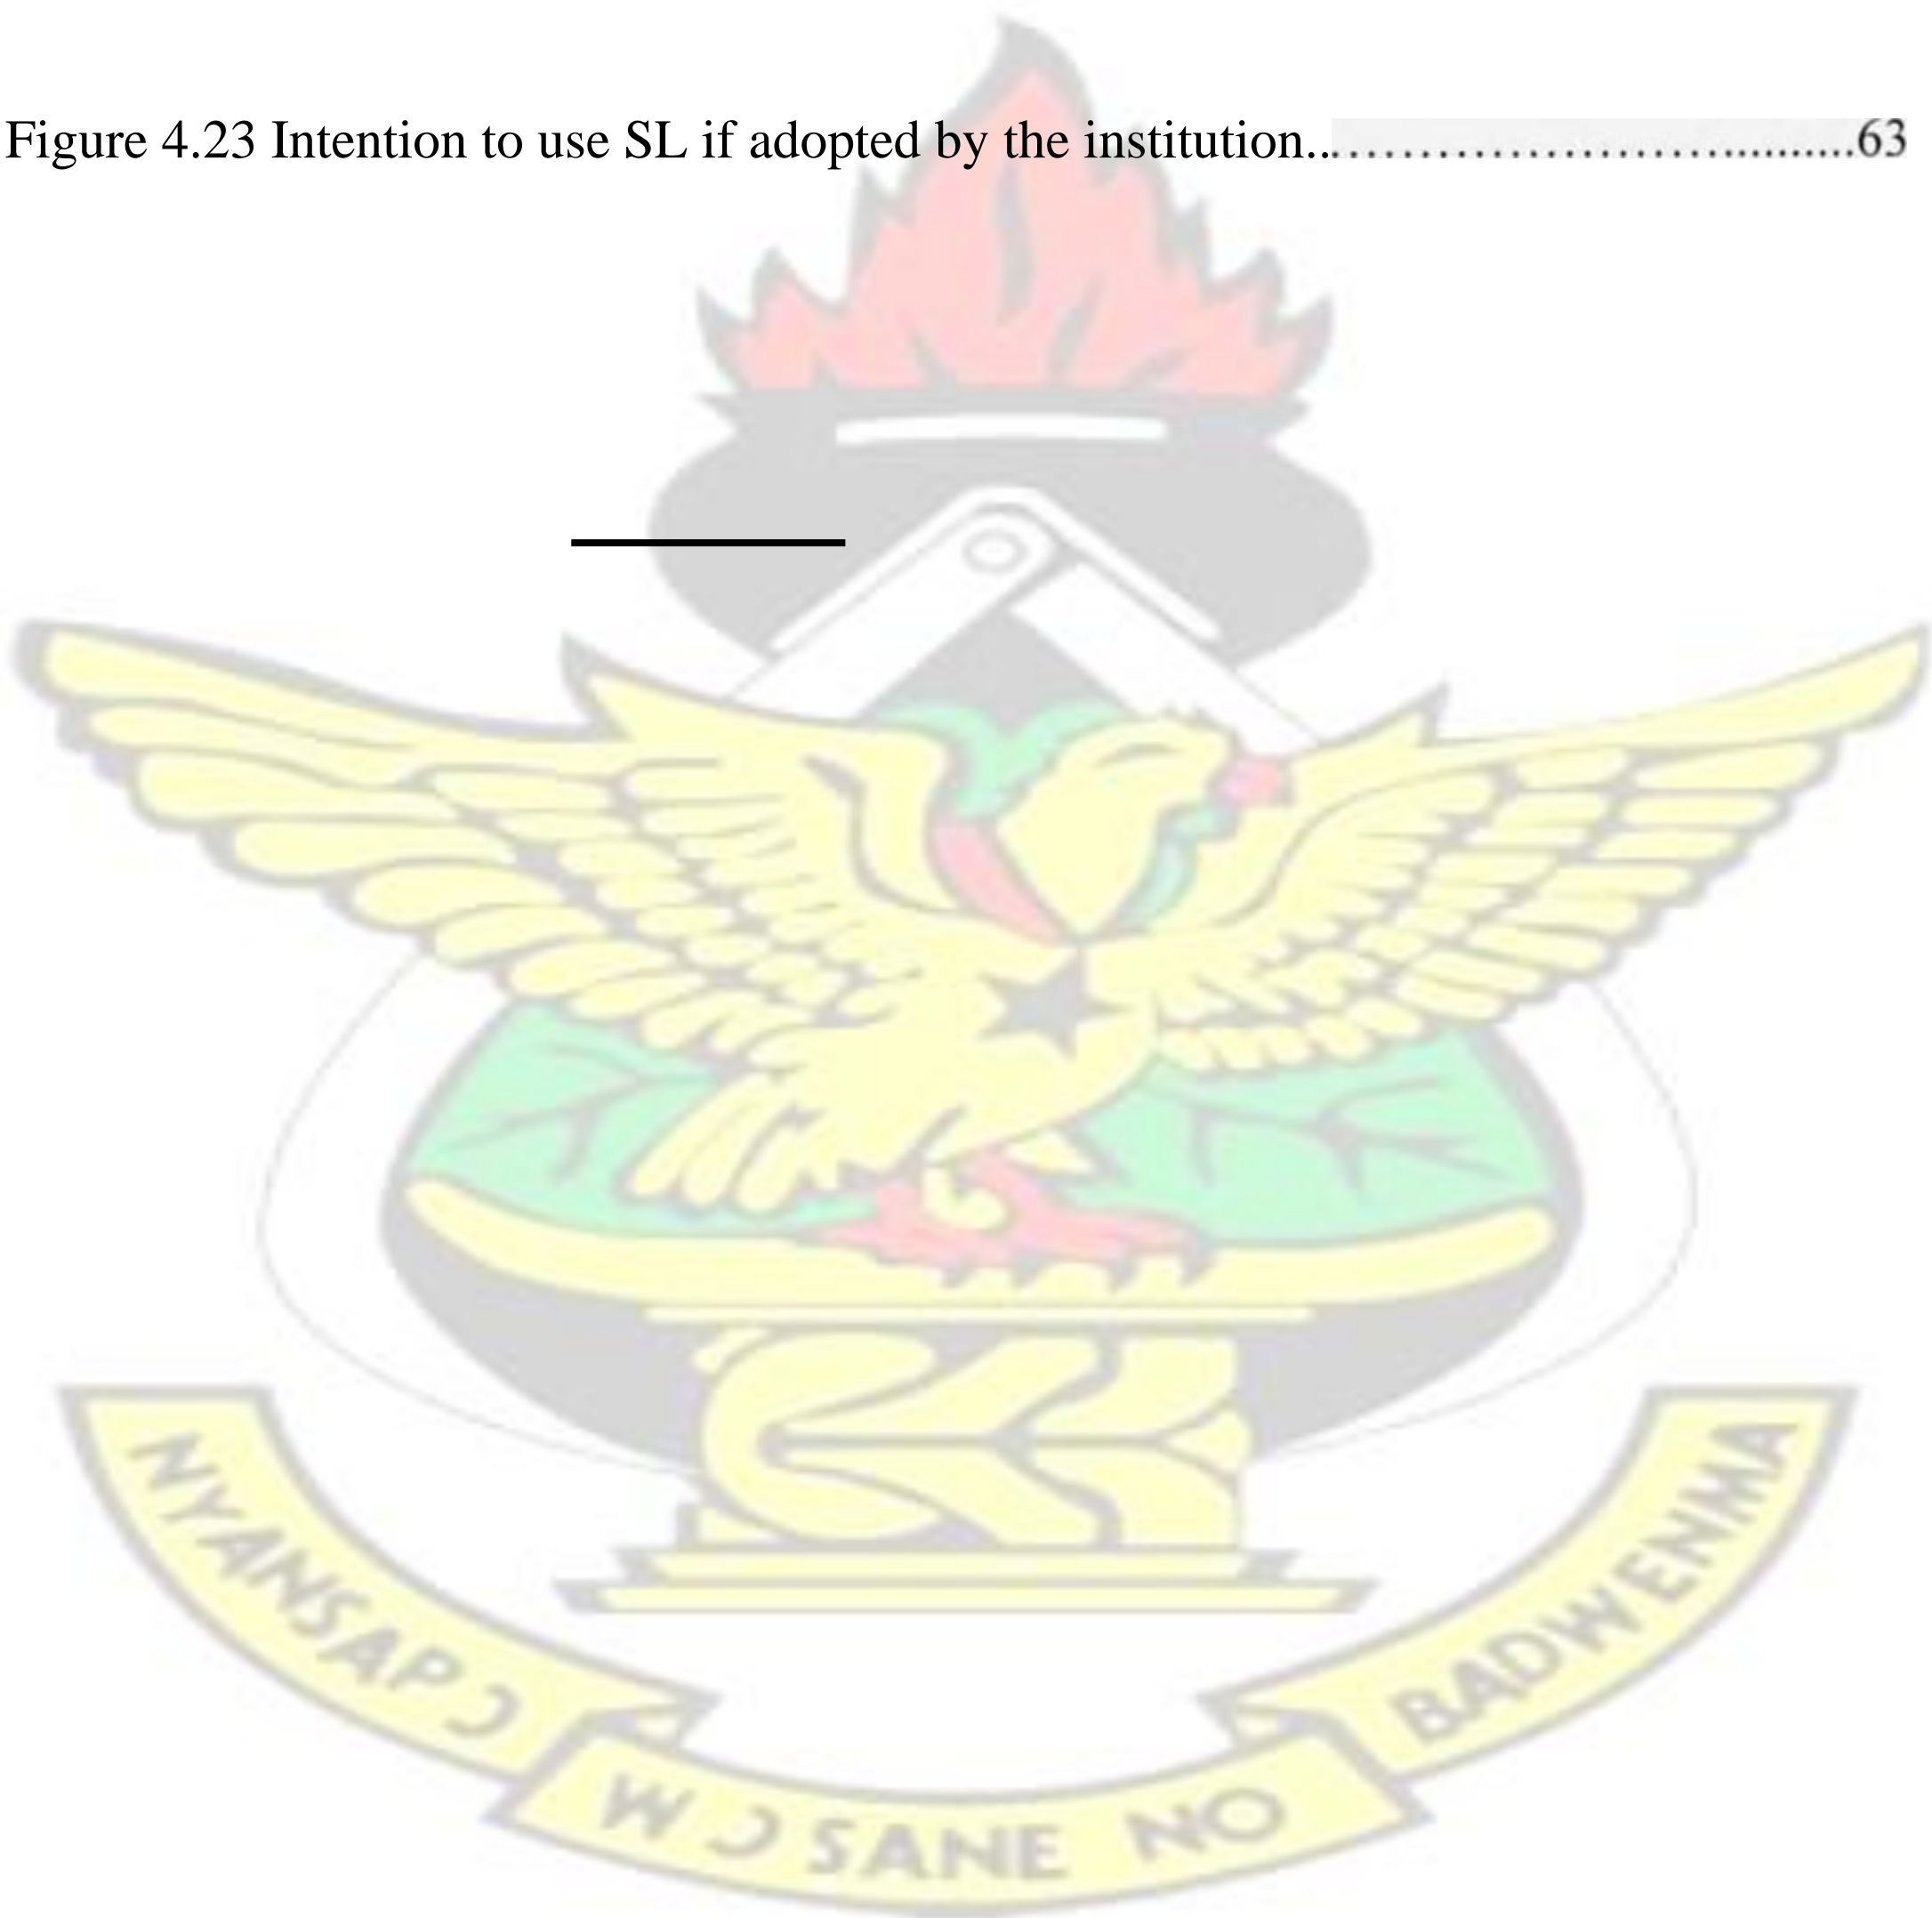 Figure 4.23 Intention to use SL if adopted by the institution.............................................63
NYANSAPƆ
WƆSANE NO
BADWENMA